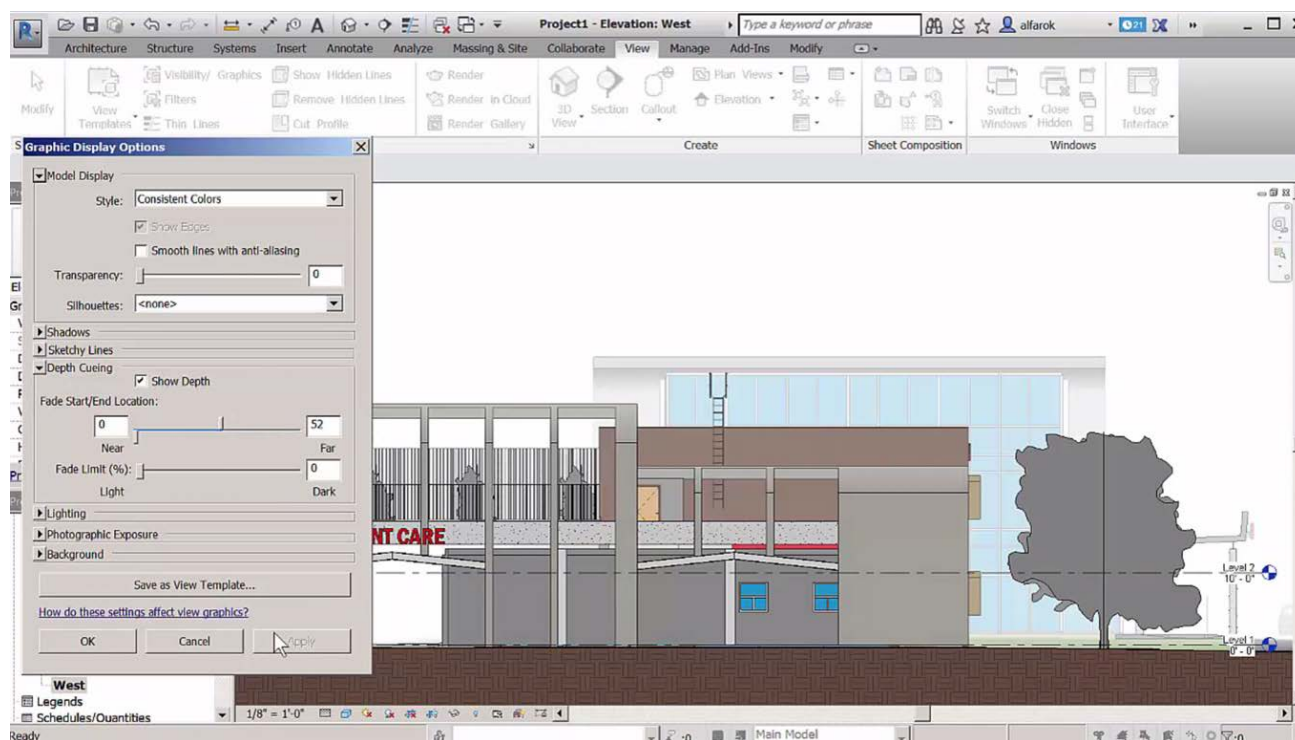 Project1 - Elevation: West
Type a keyword or phrase
alfarok
021
Architecture Structure Systems Insert Annotate Analyze Massing & Site Collaborate View Manage Add-Ins Modify
Modify
View Templates
Visibility/ Graphics
Filters
Thin Lines
Show Hidden Lines
Remove Hidden Lines
Cut Profile
Render
Render in Cloud
Render Gallery
3D View
Section
Callout
Plan Views
Elevation
Switch Windows
Close Hidden
User Interface
Create
Sheet Composition
Windows
Graphic Display Options
Model Display
Style: Consistent Colors
Show Edges
Smooth lines with anti-aliasing
Transparency: 0
Silhouettes: <none>
Shadows
Sketchy Lines
Depth Cueing
Show Depth
Fade Start/End Location:
0 52
Near Far
Fade Limit (%): 0
Light Dark
Lighting
Photographic Exposure
Background
Save as View Template...
How do these settings affect view graphics?
OK Cancel Apply
NT CARE
Level 2
10' - 0"
Level 1
0' - 0"
West
Legends
Schedules/Quantities
1/8" = 1'-0"
Ready
:0
Main Model
:0